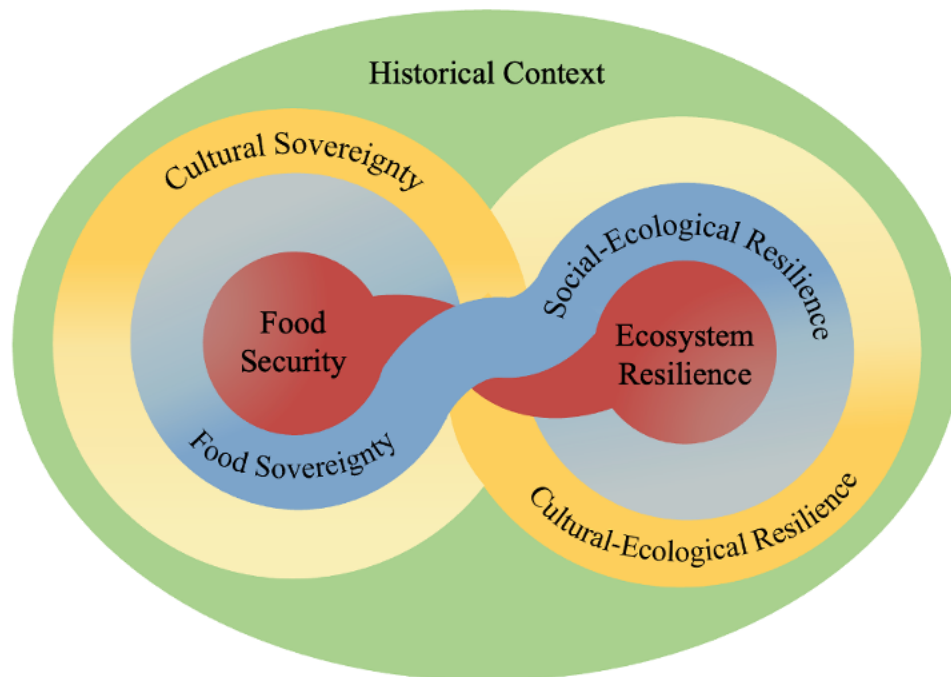 Historical Context
Cultural Sovereignty
Social-Ecological Resilience
Food
Security
Ecosystem
Resilience
Food Sovereignty
Cultural-Ecological Resilience